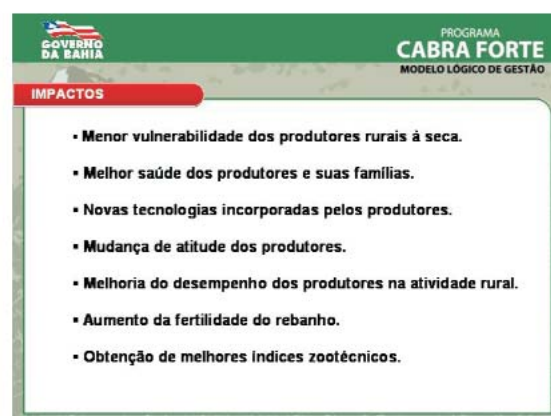 GOVERNO
DA BAHIA
PROGRAMA
CABRA FORTE
MODELO LÓGICO DE GESTÃO
IMPACTOS
▪ Menor vulnerabilidade dos produtores rurais à seca.
▪ Melhor saúde dos produtores e suas famílias.
▪ Novas tecnologias incorporadas pelos produtores.
▪ Mudança de atitude dos produtores.
▪ Melhoria do desempenho dos produtores na atividade rural.
▪ Aumento da fertilidade do rebanho.
▪ Obtenção de melhores índices zootécnicos.